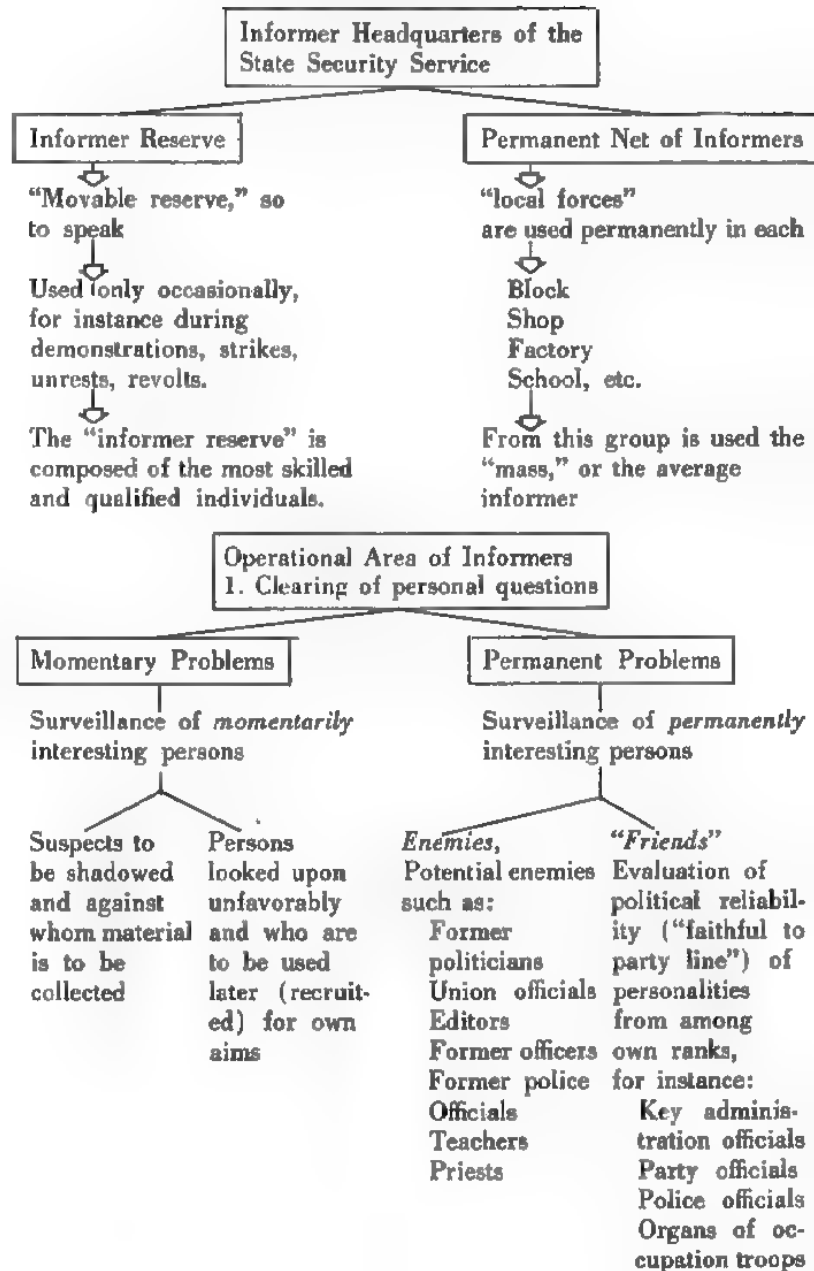 Informer Headquarters of the
State Security Service
Informer Reserve
"Movable reserve," so
to speak
Used only occasionally,
for instance during
demonstrations, strikes,
unrests, revolts.
The "informer reserve" is
composed of the most skilled
and qualified individuals.
Permanent Net of Informers
"local forces"
are used permanently in each
Block
Shop
Factory
School, etc.
From this group is used the
"mass," or the average
informer
Operational Area of Informers
1. Clearing of personal questions
Momentary Problems
Surveillance of momentarily
interesting persons
Suspects to
be shadowed
and against
whom material
is to be
collected
Persons
looked upon
unfavorably
and who are
to be used
later (recruit-
ed) for own
aims
Permanent Problems
Surveillance of permanently
interesting persons
Enemies,
Potential enemies
such as:
Former
politicians
Union officials
Editors
Former officers
Former police
Officials
Teachers
Priests
"Friends"
Evaluation of
political reliabil-
ity ("faithful to
party line") of
personalities
from among
own ranks,
for instance:
Key adminis-
tration officials
Party officials
Police officials
Organs of oc-
cupation troops